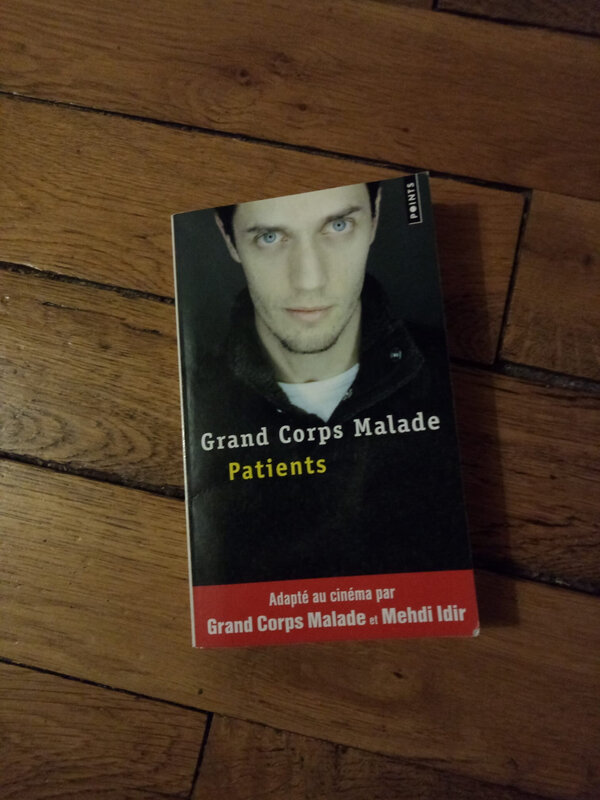 POINTS
Grand Corps Malade
Patients
Adapté au cinéma par
Grand Corps Malade et Mehdi Idir